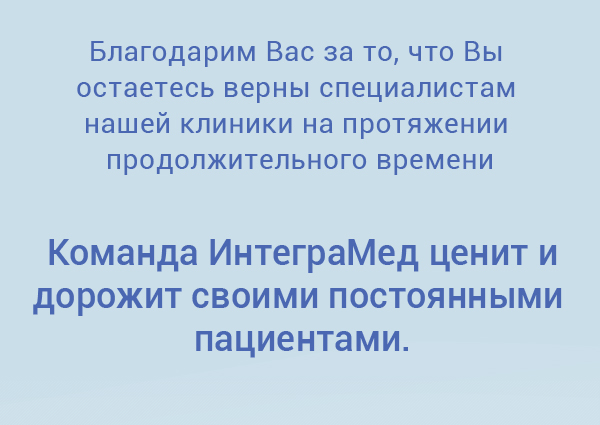 Благодарим Вас за то, что Вы
остаетесь верны специалистам
нашей клиники на протяжении
продолжительного времени
Команда ИнтеграМед ценит и
дорожит своими постоянными
пациентами.